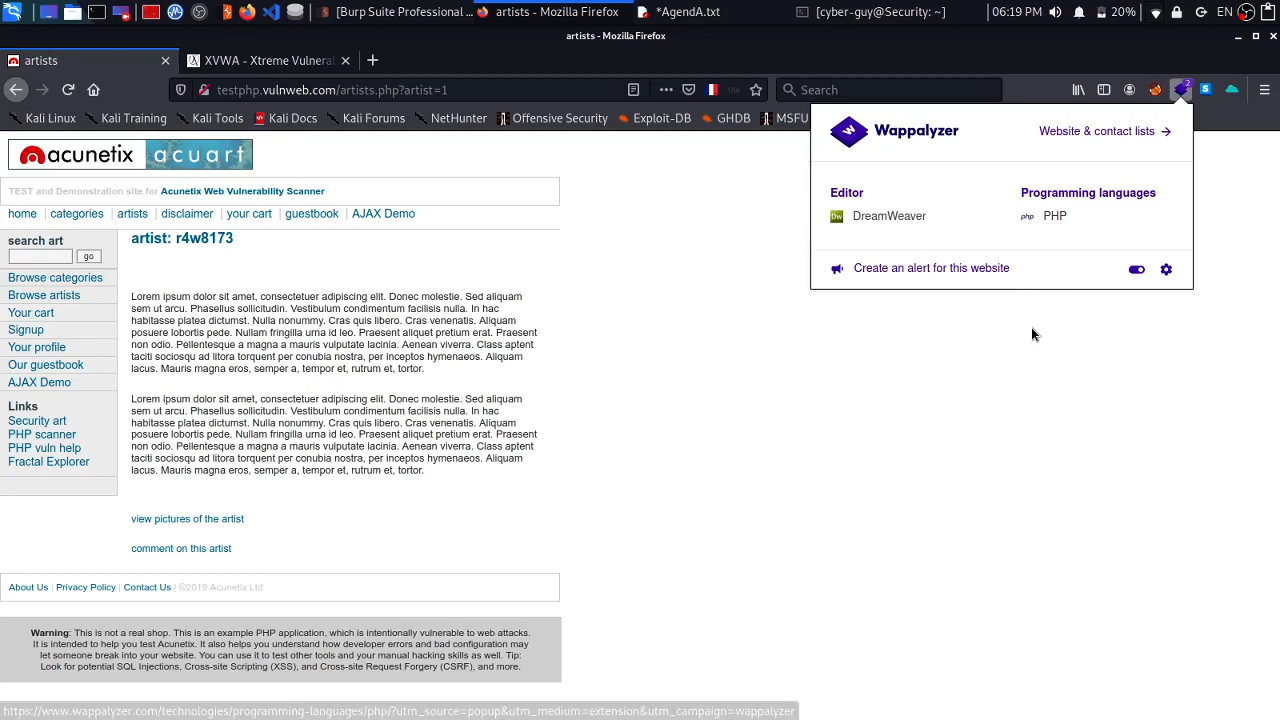 [Burp Suite Professional ... artists - Mozilla Firefox *AgendA.txt [cyber-guy@Security: ~] 06:19 PM 20% EN
artists - Mozilla Firefox
artists XVWA - Xtreme Vulnera
testphp.vulnweb.com/artists.php?artist=1 Search 2
Kali Linux Kali Training Kali Tools Kali Docs Kali Forums NetHunter Offensive Security Exploit-DB GHDB MSFU
Wappalyzer Website & contact lists →
acunetix acuart
TEST and Demonstration site for Acunetix Web Vulnerability Scanner
Editor Programming languages
DreamWeaver php PHP
Create an alert for this website
home | categories | artists | disclaimer | your cart | guestbook | AJAX Demo
search art
go
Browse categories
Browse artists
Your cart
Signup
Your profile
Our guestbook
AJAX Demo
Links
Security art
PHP scanner
PHP vuln help
Fractal Explorer
artist: r4w8173
Lorem ipsum dolor sit amet, consectetuer adipiscing elit. Donec molestie. Sed aliquam
sem ut arcu. Phasellus sollicitudin. Vestibulum condimentum facilisis nulla. In hac
habitasse platea dictumst. Nulla nonummy. Cras quis libero. Cras venenatis. Aliquam
posuere lobortis pede. Nullam fringilla urna id leo. Praesent aliquet pretium erat. Praesent
non odio. Pellentesque a magna a mauris vulputate lacinia. Aenean viverra. Class aptent
taciti sociosqu ad litora torquent per conubia nostra, per inceptos hymenaeos. Aliquam
lacus. Mauris magna eros, semper a, tempor et, rutrum et, tortor.
Lorem ipsum dolor sit amet, consectetuer adipiscing elit. Donec molestie. Sed aliquam
sem ut arcu. Phasellus sollicitudin. Vestibulum condimentum facilisis nulla. In hac
habitasse platea dictumst. Nulla nonummy. Cras quis libero. Cras venenatis. Aliquam
posuere lobortis pede. Nullam fringilla urna id leo. Praesent aliquet pretium erat. Praesent
non odio. Pellentesque a magna a mauris vulputate lacinia. Aenean viverra. Class aptent
taciti sociosqu ad litora torquent per conubia nostra, per inceptos hymenaeos. Aliquam
lacus. Mauris magna eros, semper a, tempor et, rutrum et, tortor.
view pictures of the artist
comment on this artist
About Us | Privacy Policy | Contact Us | ©2019 Acunetix Ltd
Warning: This is not a real shop. This is an example PHP application, which is intentionally vulnerable to web attacks.
It is intended to help you test Acunetix. It also helps you understand how developer errors and bad configuration may
let someone break into your website. You can use it to test other tools and your manual hacking skills as well. Tip:
Look for potential SQL Injections, Cross-site Scripting (XSS), and Cross-site Request Forgery (CSRF), and more.
https://www.wappalyzer.com/technologies/programming-languages/php/?utm_source=popup&utm_medium=extension&utm_campaign=wappalyzer